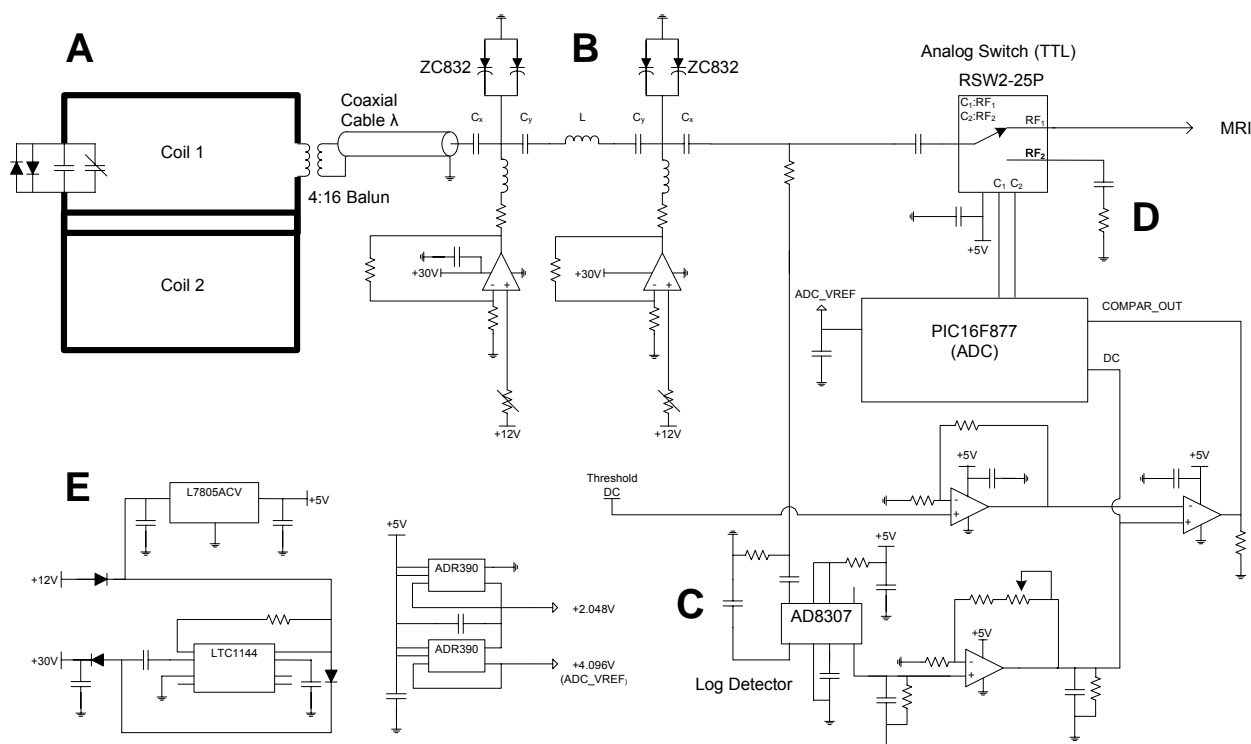 A
B
ZC832
ZC832
Analog Switch (TTL)
RSW2-25P
Coaxial
Cable λ
Cx
Cy
L
Cy
Cx
C1:RF1
C2:RF2
RF1
MRI
Coil 1
RF2
4:16 Balun
C1 C2
D
+5V
Coil 2
+30V
- +
+30V
- +
ADC_VREF
COMPAR_OUT
PIC16F877
(ADC)
DC
+12V
+12V
E
L7805ACV
+5V
Threshold
DC
+5V
-
+
+5V
-
+
+5V
+5V
ADR390
+12V
+2.048V
C
AD8307
+5V
LTC1144
+30V
ADR390
+4.096V
(ADC_VREF)
Log Detector
-
+